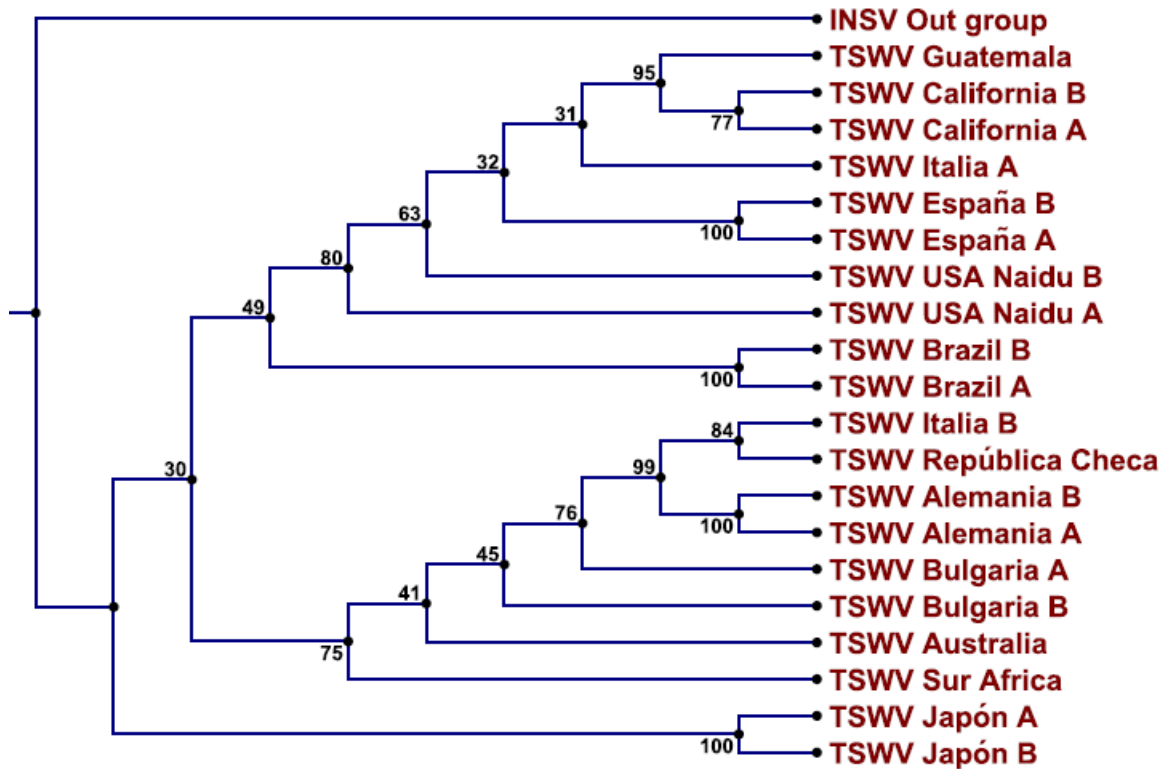 INSV Out group
TSWV Guatemala
95
TSWV California B
77
TSWV California A
31
TSWV Italia A
32
TSWV España B
100
TSWV España A
63
TSWV USA Naidu B
80
TSWV USA Naidu A
49
TSWV Brazil B
100
TSWV Brazil A
TSWV Italia B
84
TSWV República Checa
99
30
TSWV Alemania B
100
TSWV Alemania A
76
TSWV Bulgaria A
45
TSWV Bulgaria B
41
TSWV Australia
75
TSWV Sur Africa
TSWV Japón A
100
TSWV Japón B